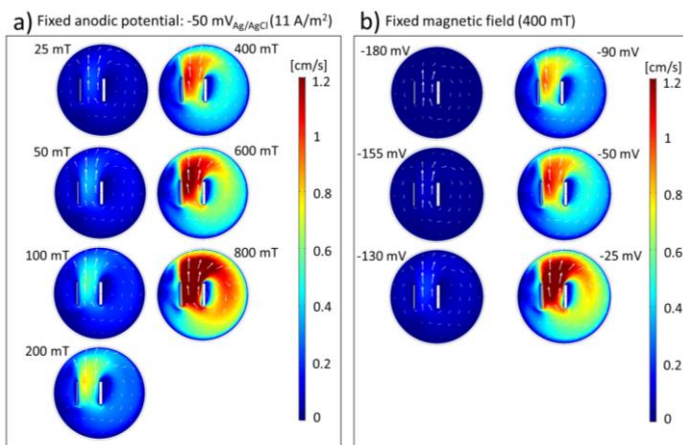 a) Fixed anodic potential: -50 mVAg/AgCl (11 A/m²)
25 mT
400 mT
[cm/s]
1.2
50 mT
600 mT
1
0.8
100 mT
800 mT
0.6
0.4
200 mT
0.2
0
b) Fixed magnetic field (400 mT)
-180 mV
-90 mV
[cm/s]
1.2
-155 mV
-50 mV
1
0.8
-130 mV
-25 mV
0.6
0.4
0.2
0